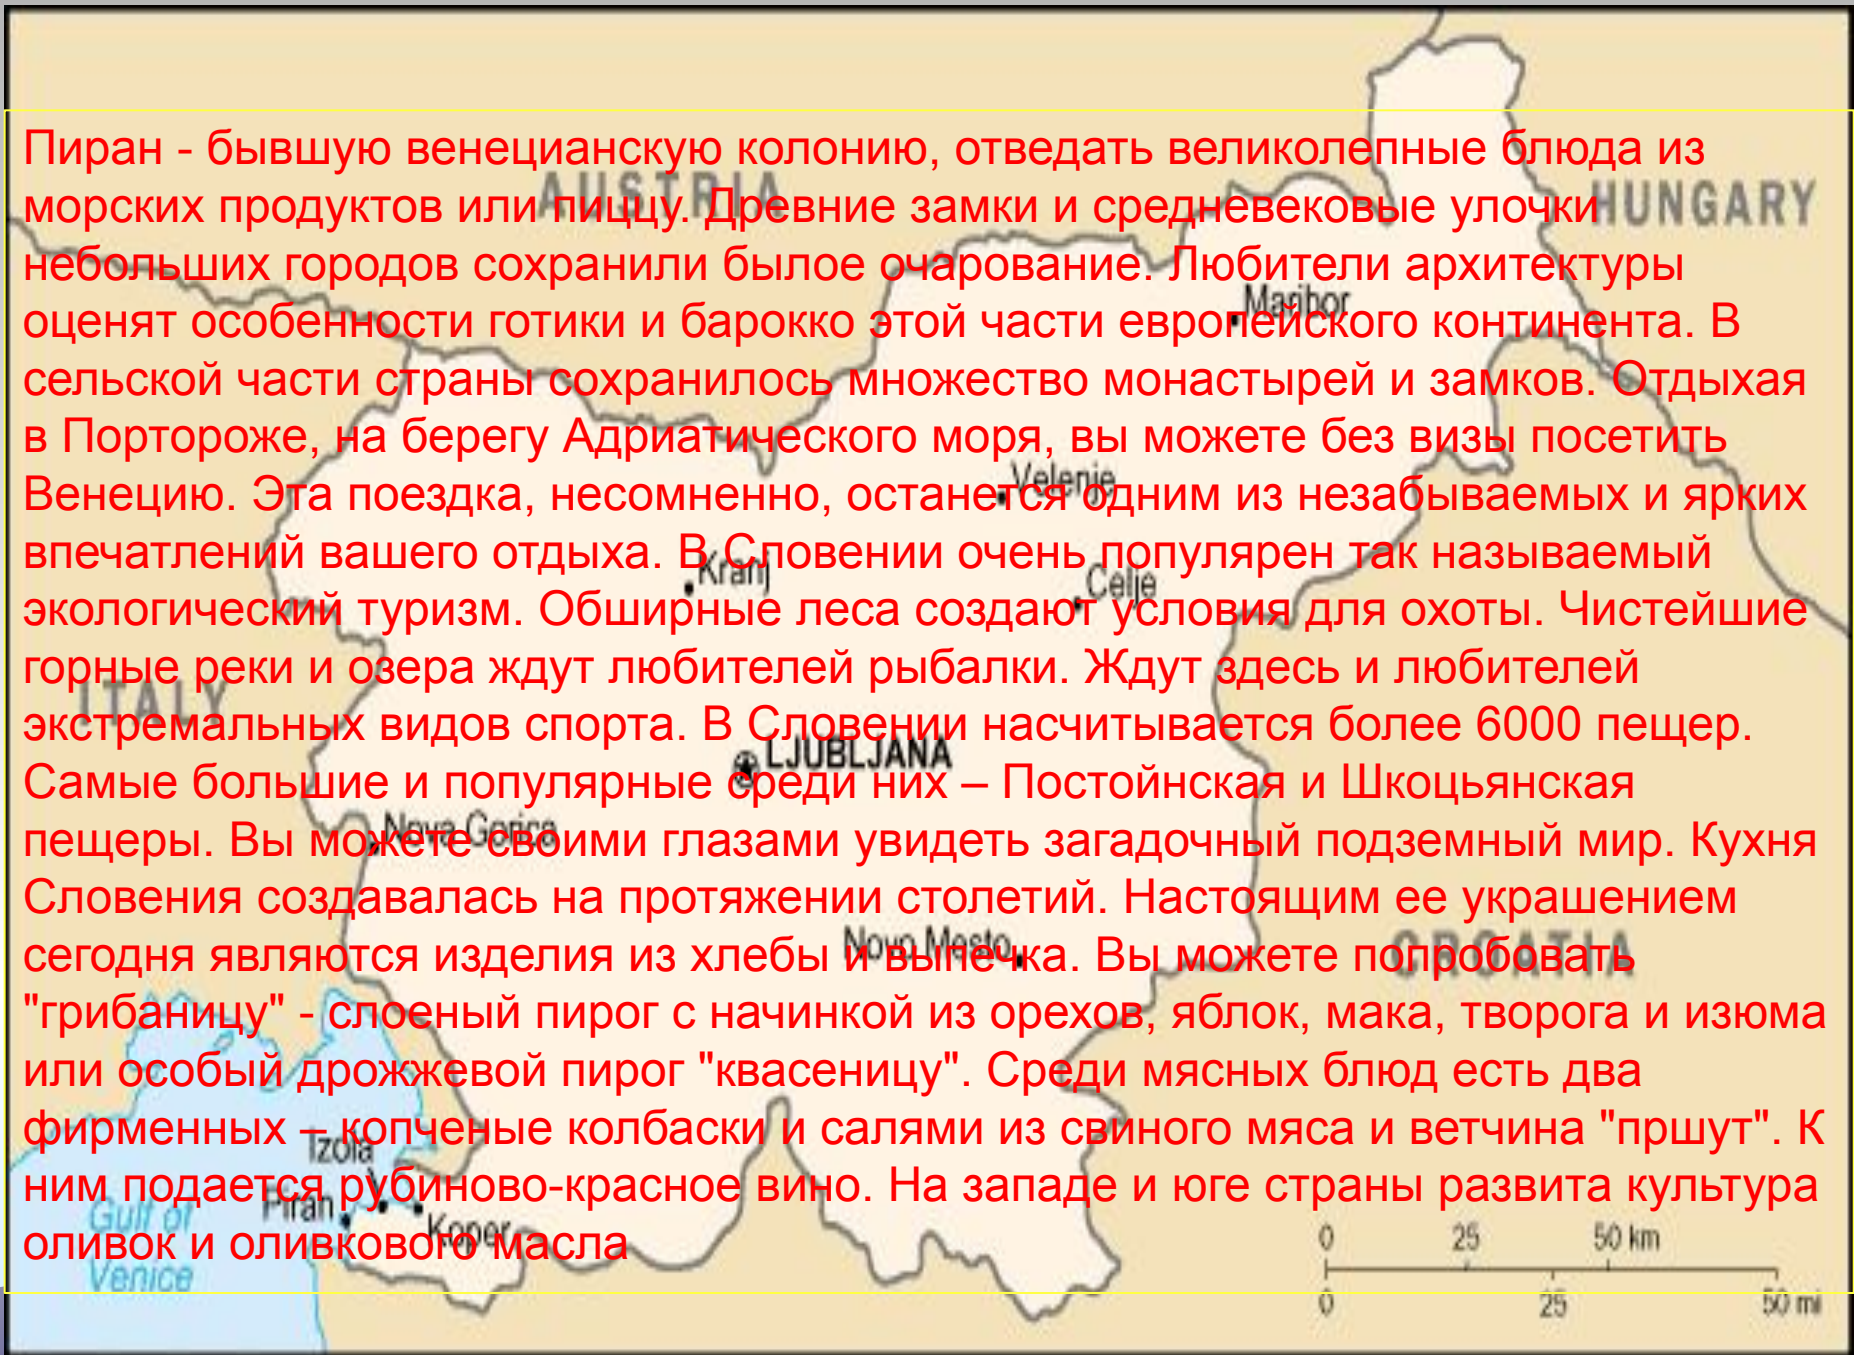 Пиран - бывшую венецианскую колонию, отведать великолепные блюда из
морских продуктов или пиццу. Древние замки и средневековые улочки
небольших городов сохранили былое очарование. Любители архитектуры
оценят особенности готики и барокко этой части европейского континента. В
сельской части страны сохранилось множество монастырей и замков. Отдыхая
в Портороже, на берегу Адриатического моря, вы можете без визы посетить
Венецию. Эта поездка, несомненно, останется одним из незабываемых и ярких
впечатлений вашего отдыха. В Словении очень популярен так называемый
экологический туризм. Обширные леса создают условия для охоты. Чистейшие
горные реки и озера ждут любителей рыбалки. Ждут здесь и любителей
экстремальных видов спорта. В Словении насчитывается более 6000 пещер.
Самые большие и популярные среди них – Постойнская и Шкоцьянская
пещеры. Вы можете своими глазами увидеть загадочный подземный мир. Кухня
Словения создавалась на протяжении столетий. Настоящим ее украшением
сегодня являются изделия из хлебы и выпечка. Вы можете попробовать
"грибаницу" - слоеный пирог с начинкой из орехов, яблок, мака, творога и изюма
или особый дрожжевой пирог "квасеницу". Среди мясных блюд есть два
фирменных – копченые колбаски и салями из свиного мяса и ветчина "пршут". К
ним подается рубиново-красное вино. На западе и юге страны развита культура
оливок и оливкового масла
AUSTRIA
HUNGARY
Maribor
Velenje
Kranj
Celje
ITALY
LJUBLJANA
Nova Gorica
Novo Mesto
CROATIA
Izola
Piran
Koper
Gulf of
Venice
0 25 50 km
0 25 50 mi